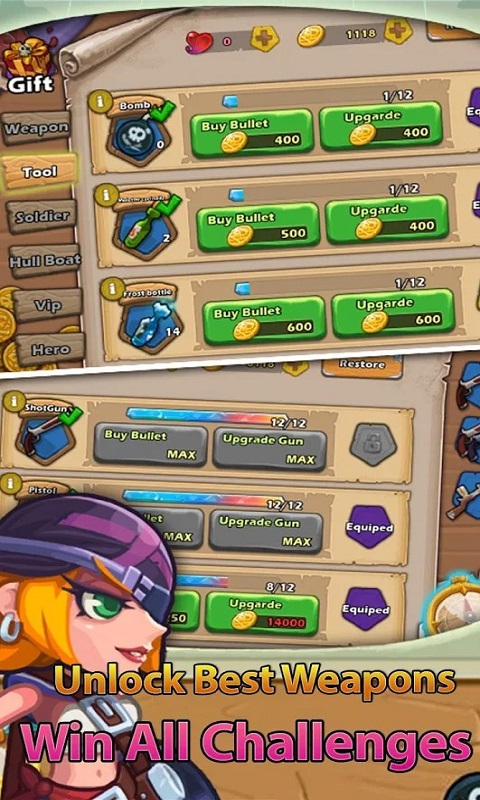 0
1118
Gift
Weapon
Tool
Soldier
Hull Boat
Vip
Hero
i
Bomb
0
Buy Bullet
400
1/12
Upgarde
400
i
2
Buy Bullet
500
1/12
Upgarde
400
i
Frost bottle
14
Buy Bullet
600
1/12
Upgarde
600
Restore
i
ShotGun
12/12
Buy Bullet
MAX
Upgrade Gun
MAX
i
Pistol
12/12
MAX
Upgrade Gun
MAX
Equiped
8/12
Upgarde
14000
Equiped
Unlock Best Weapons
Win All Challenges